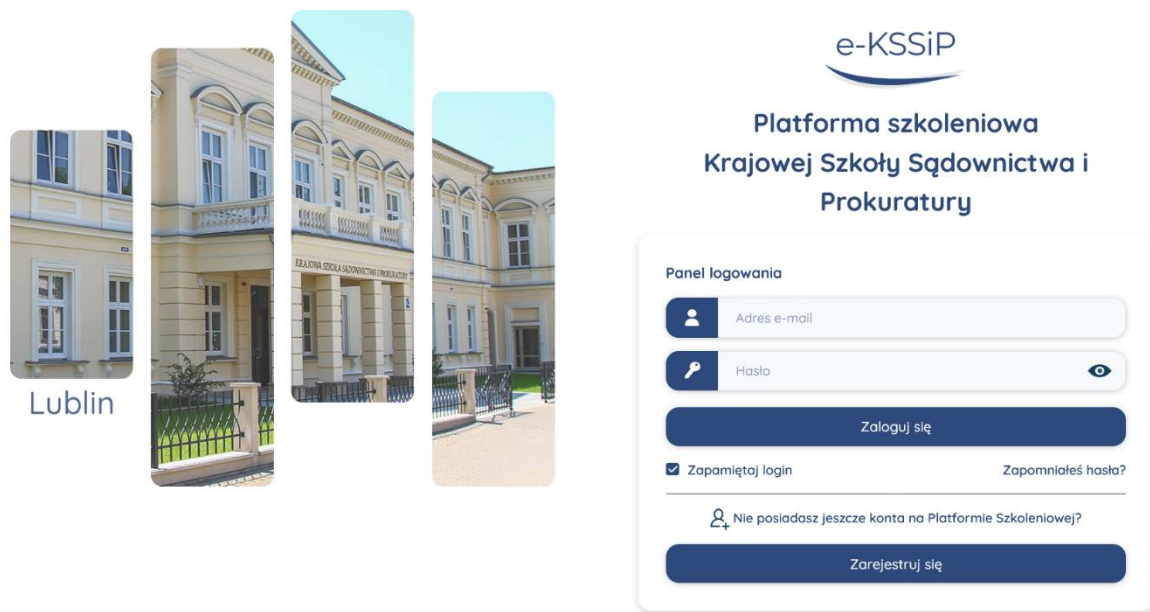 KRAJOWA SZKOŁA SĄDOWNICTWA I PROKURATURY
Lublin
e-KSSiP
Platforma szkoleniowa
Krajowej Szkoły Sądownictwa i
Prokuratury
Panel logowania
Adres e-mail
Hasło
Zaloguj się
Zapamiętaj login
Zapomniałeś hasła?
Nie posiadasz jeszcze konta na Platformie Szkoleniowej?
Zarejestruj się